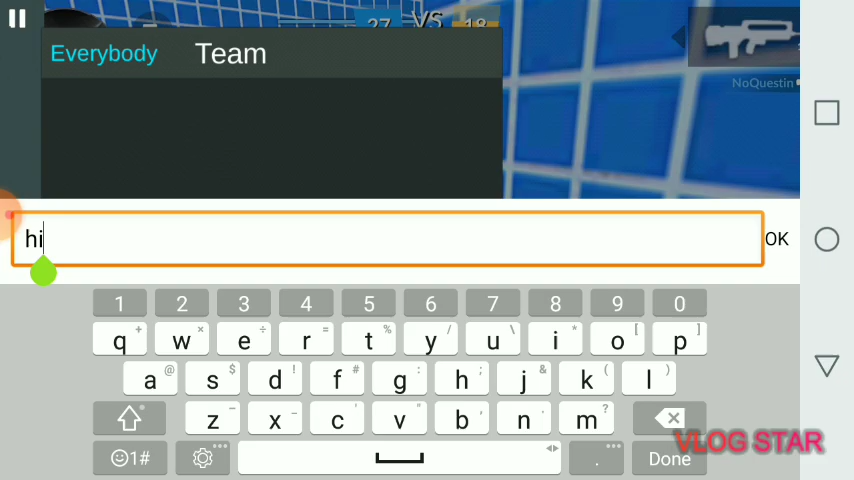 27 VS 18
Everybody Team
NoQuestin
hi
OK
1 2 3 4 5 6 7 8 9 0
q + w × e ÷ r = t % y / u \ i * o [ p ]
a @ s $ d ! f # g : h ; j & k ( l )
z - x _ c ' v " b , n . m ?
1# . Done
VLOG STAR